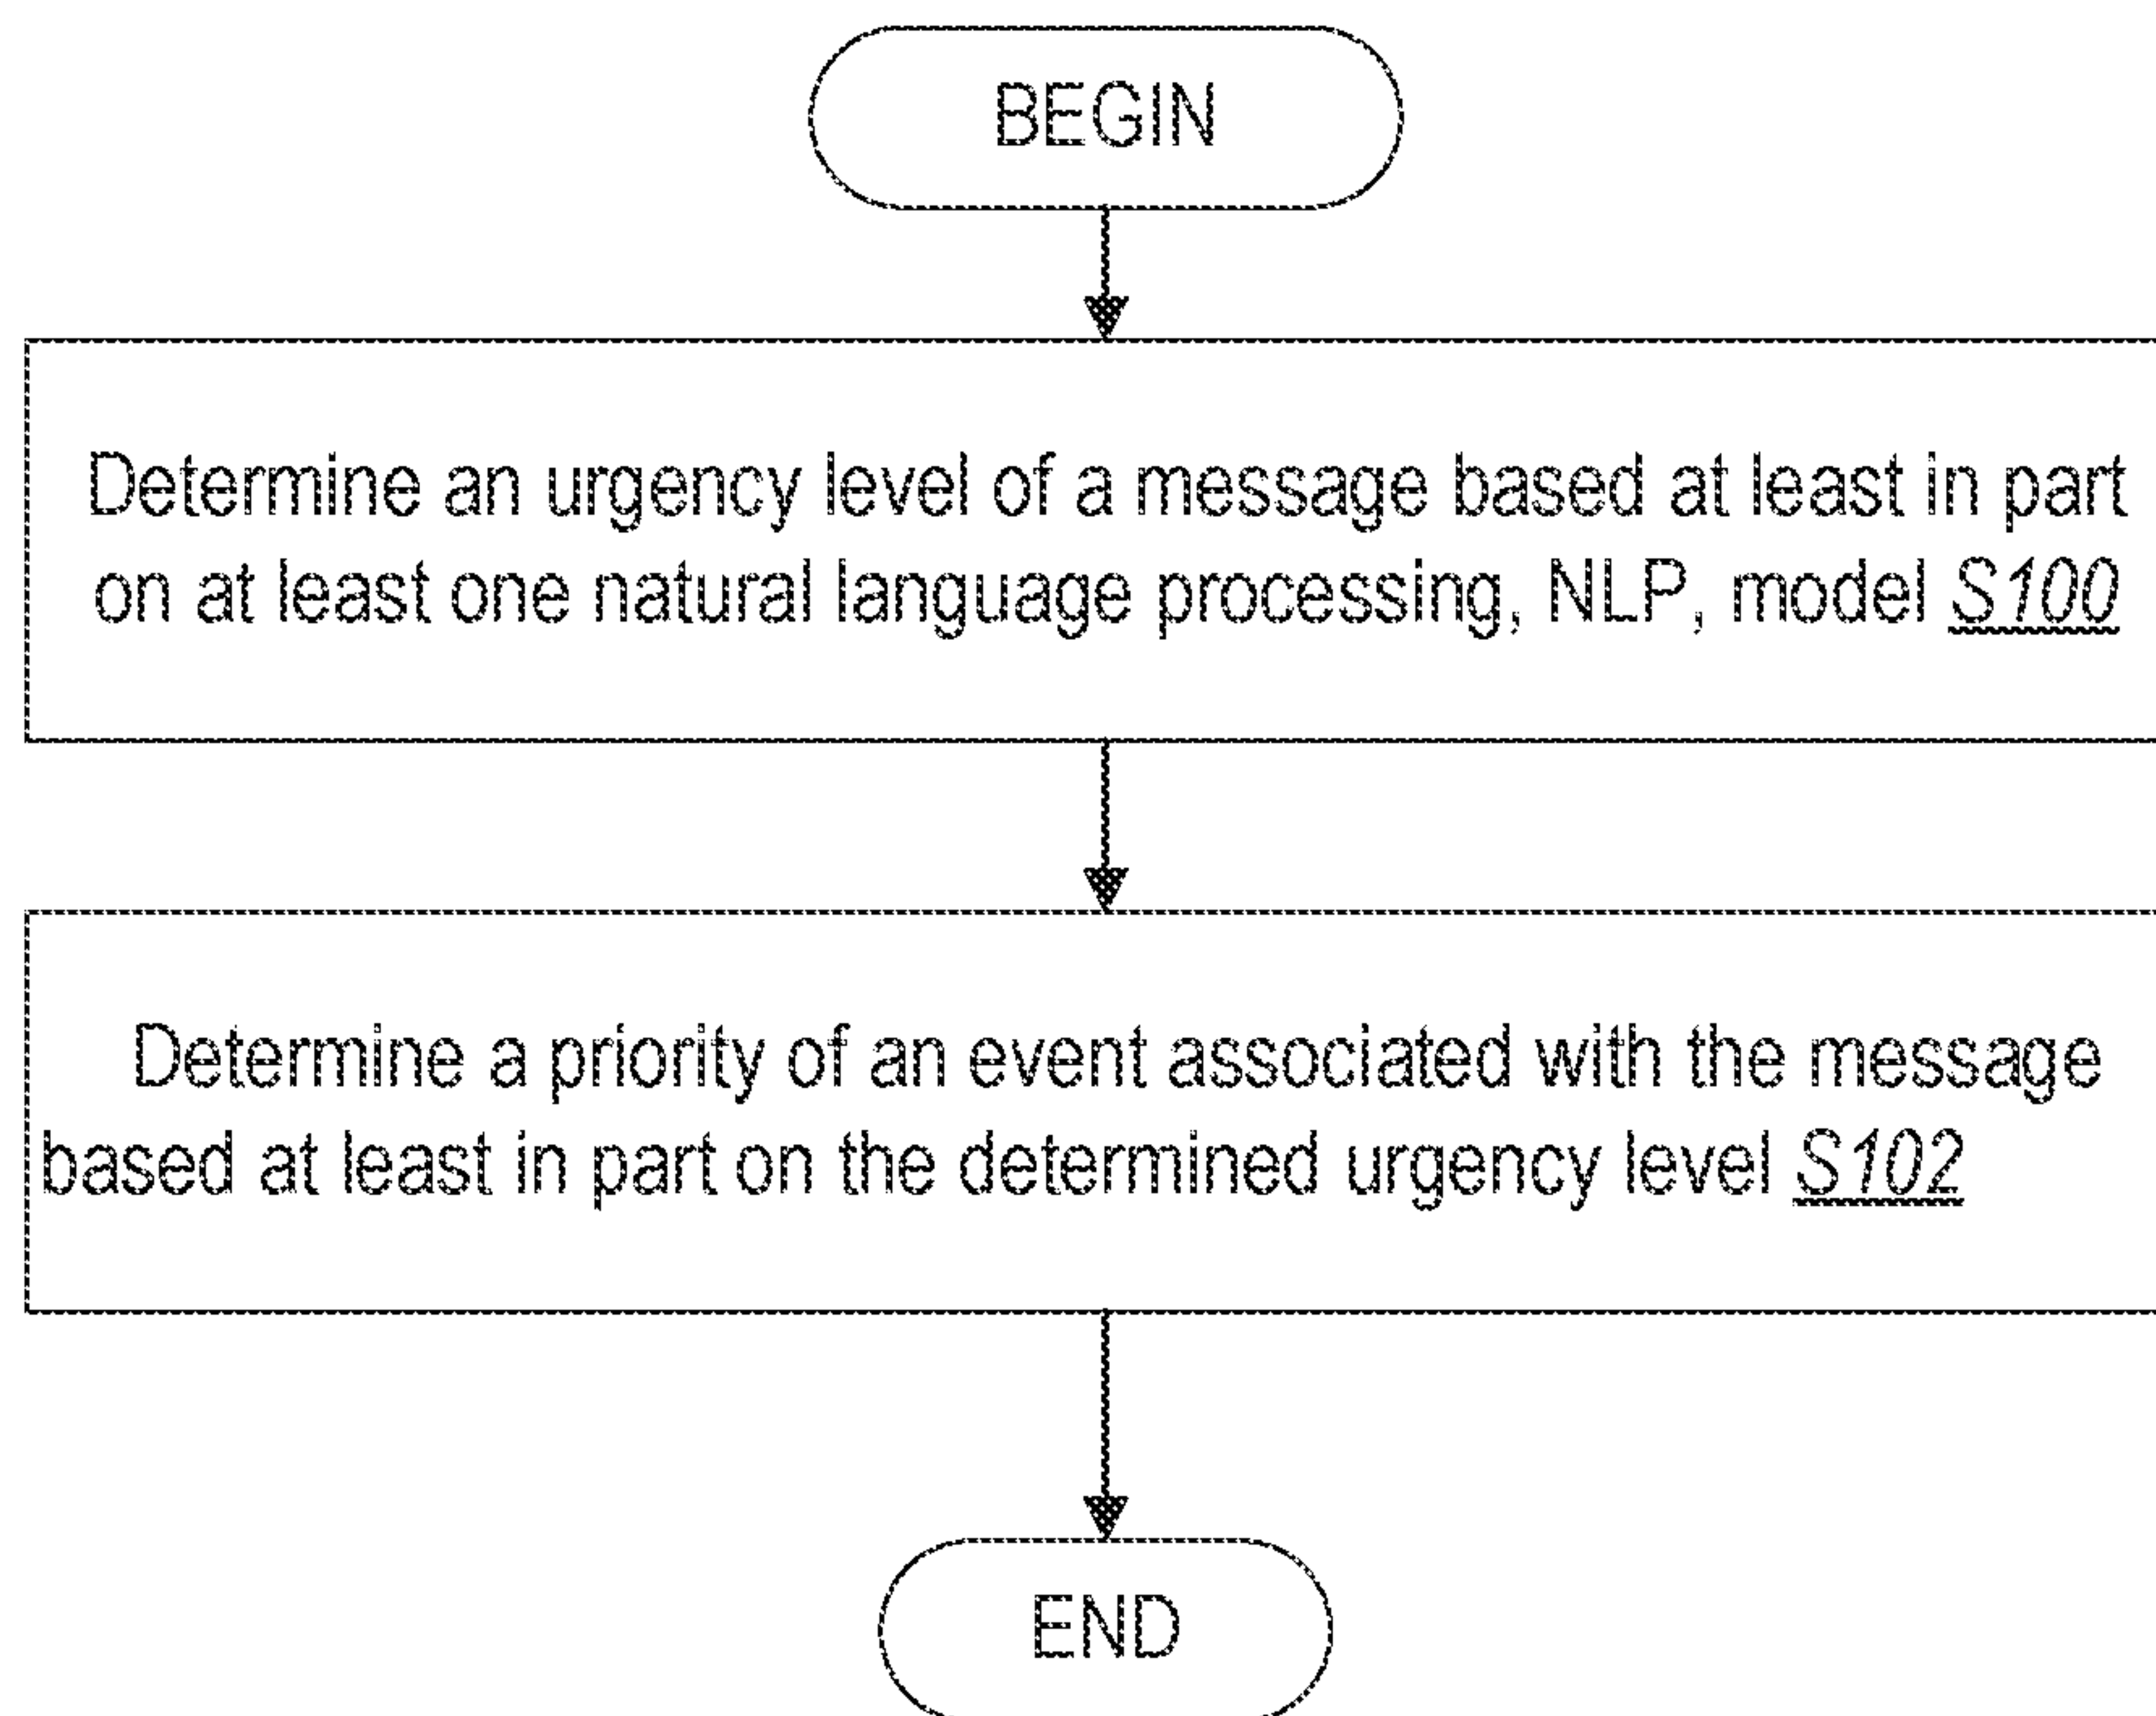 BEGIN
Determine an urgency level of a message based at least in part
on at least one natural language processing, NLP, model S100
Determine a priority of an event associated with the message
based at least in part on the determined urgency level S102
END